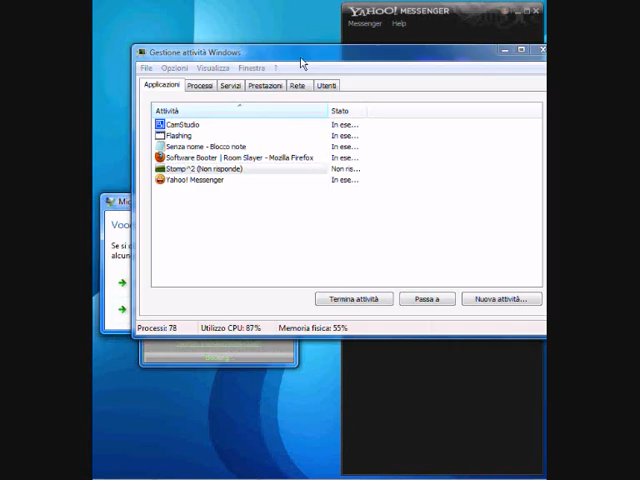 YAHOO! MESSENGER
Messenger Help
Gestione attività Windows
File Opzioni Visualizza Finestra ?
Applicazioni Processi Servizi Prestazioni Rete Utenti
Attività Stato
CamStudio In ese...
Flashing In ese...
Senza nome - Blocco note In ese...
Software Booter | Room Slayer - Mozilla Firefox In ese...
Stomp^2 (Non risponde) Non ris...
Yahoo! Messenger In ese...
Se si
alcun
Termina attività Passa a Nuova attività...
Processi: 78 Utilizzo CPU: 87% Memoria fisica: 55%